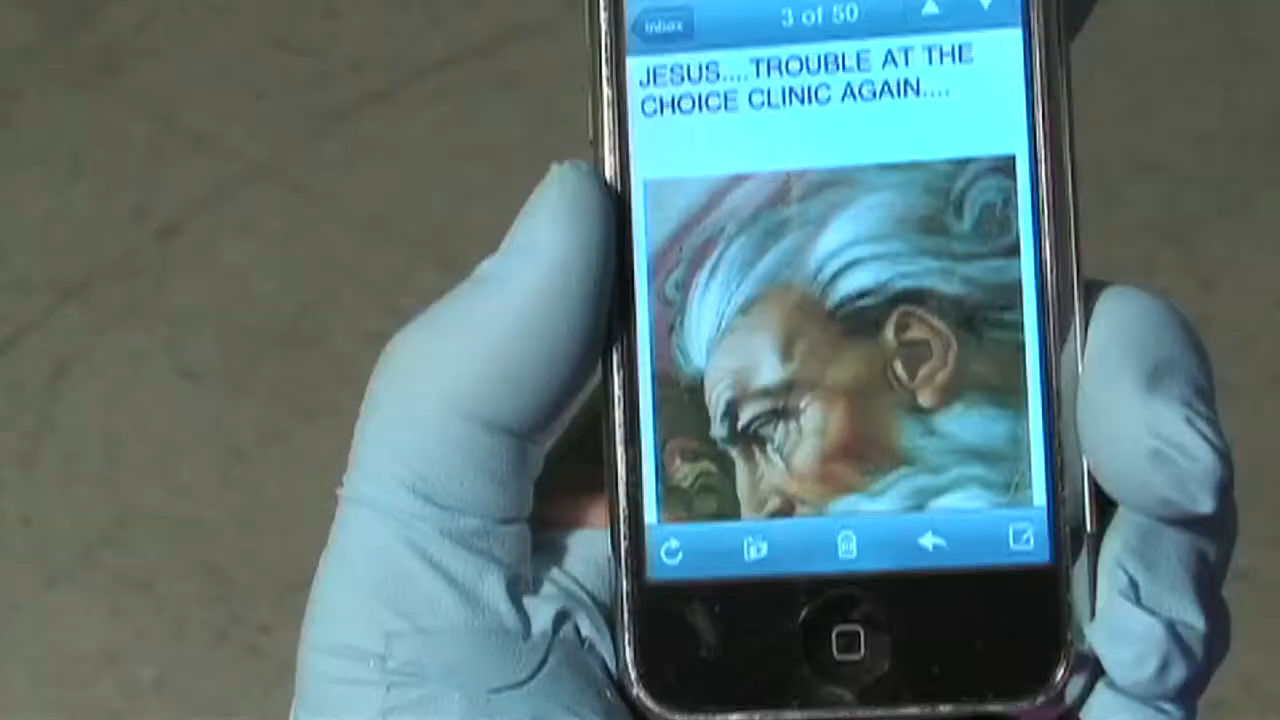 Inbox
3 of 50
JESUS....TROUBLE AT THE
CHOICE CLINIC AGAIN....